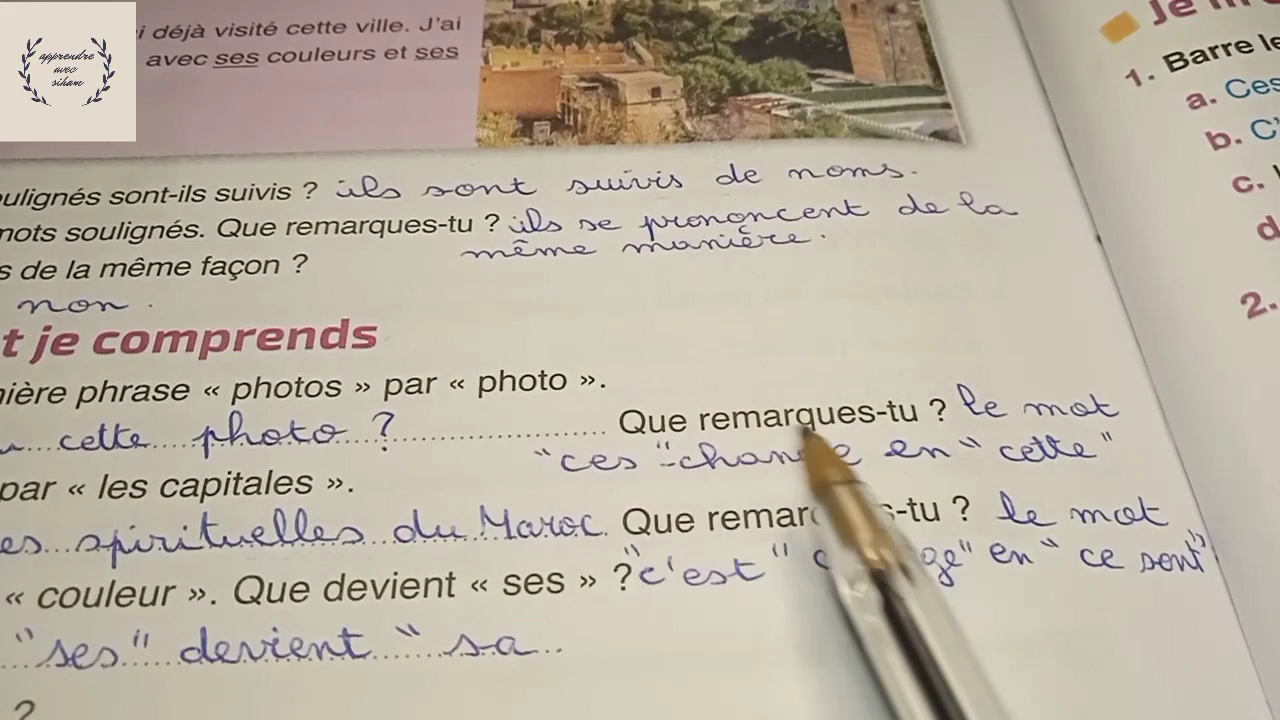 apprendre
avec
siham
i déjà visité cette ville. J'ai
avec ses couleurs et ses
oulignés sont-ils suivis ? ils sont suivis de noms.
mots soulignés. Que remarques-tu ? ils se prononcent de la
même manière.
s de la même façon ?
non.
t je comprends
nière phrase « photos » par « photo ».
cette photo ? Que remarques-tu ? le mot
"ces" change en "cette"
par « les capitales ».
es spirituelles du Maroc. Que remar s-tu ? le mot
"c'est" en "ce sont"
« couleur ». Que devient « ses » ?
"ses" devient "sa
?
Je
1. Barre le
a. Ces
b. C'
c.
d
2.